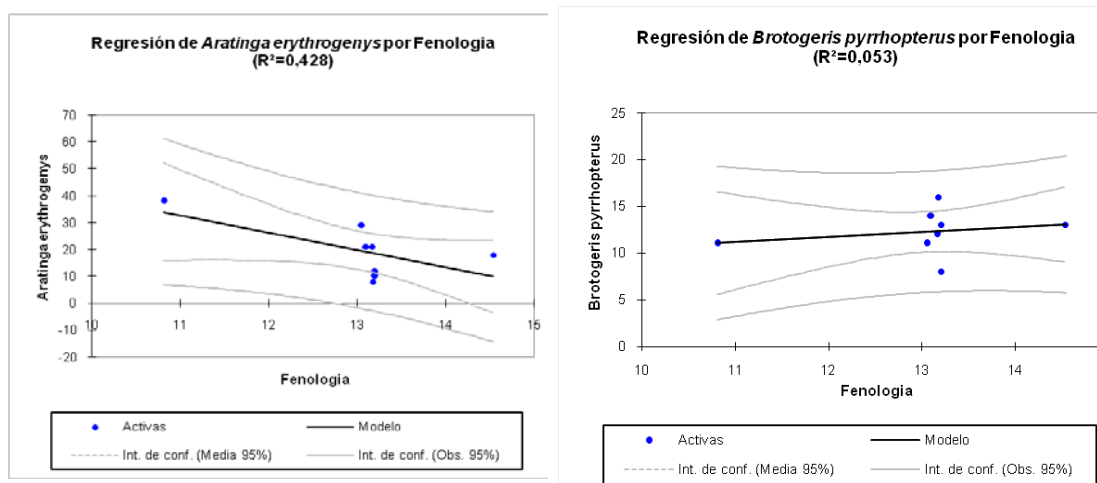 Regresión de Aratinga erythrogenys por Fenologia
(R²=0,428)
70
60
50
40
30
20
10
0
-10
-20
10
11
12
13
14
15
Aratinga erythrogenys
Fenologia
Activas
Modelo
Int. de conf. (Media 95%)
Int. de conf. (Obs. 95%)
Regresión de Brotogeris pyrrhopterus por Fenologia
(R²=0,053)
25
20
15
10
5
0
10
11
12
13
14
Brotogeris pyrrhopterus
Fenologia
Activas
Modelo
Int. de conf. (Media 95%)
Int. de conf. (Obs. 95%)